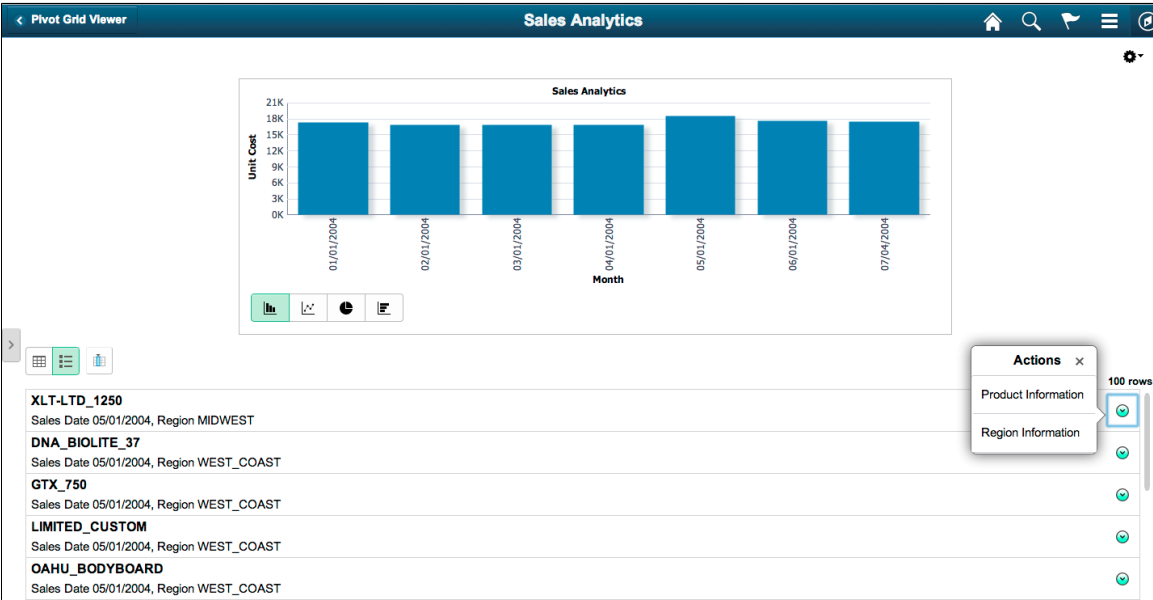 Pivot Grid Viewer
Sales Analytics
Sales Analytics
21K
18K
15K
12K
9K
6K
3K
0K
Unit Cost
01/01/2004
02/01/2004
03/01/2004
04/01/2004
05/01/2004
06/01/2004
07/04/2004
Month
Actions ×
Product Information
Region Information
100 rows
XLT-LTD_1250
Sales Date 05/01/2004, Region MIDWEST
DNA_BIOLITE_37
Sales Date 05/01/2004, Region WEST_COAST
GTX_750
Sales Date 05/01/2004, Region WEST_COAST
LIMITED_CUSTOM
Sales Date 05/01/2004, Region WEST_COAST
OAHU_BODYBOARD
Sales Date 05/01/2004, Region WEST_COAST